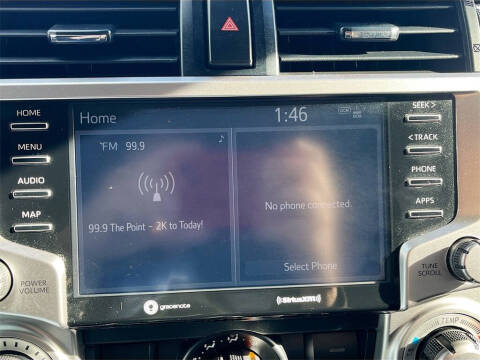 HOME
MENU
AUDIO
MAP
POWER
VOLUME
Home
1:46
FM 99.9
99.9 The Point - 2K to Today!
No phone connected.
Select Phone
gracenote
SiriusXM
SEEK >
< TRACK
PHONE
APPS
TUNE
SCROLL
TEMP